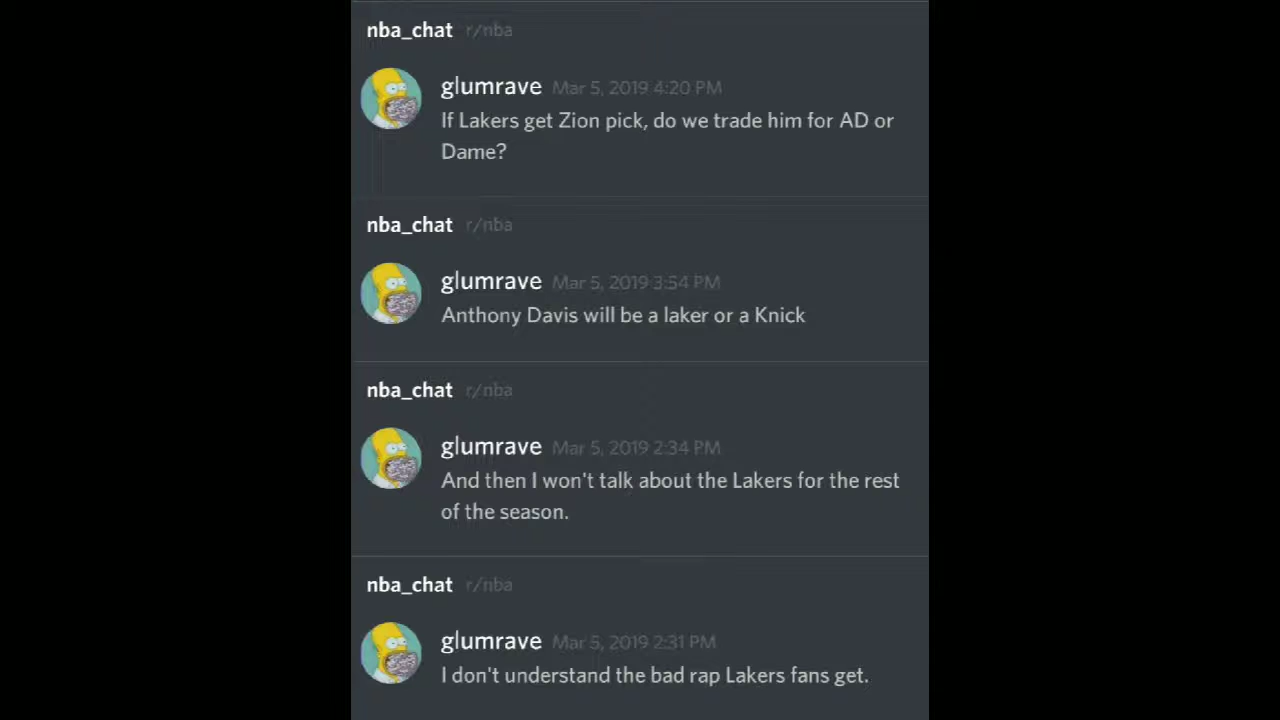 nba_chat r/nba
glumrave Mar 5, 2019 4:20 PM
If Lakers get Zion pick, do we trade him for AD or
Dame?
nba_chat r/nba
glumrave Mar 5, 2019 3:54 PM
Anthony Davis will be a laker or a Knick
nba_chat r/nba
glumrave Mar 5, 2019 2:34 PM
And then I won't talk about the Lakers for the rest
of the season.
nba_chat r/nba
glumrave Mar 5, 2019 2:31 PM
I don't understand the bad rap Lakers fans get.